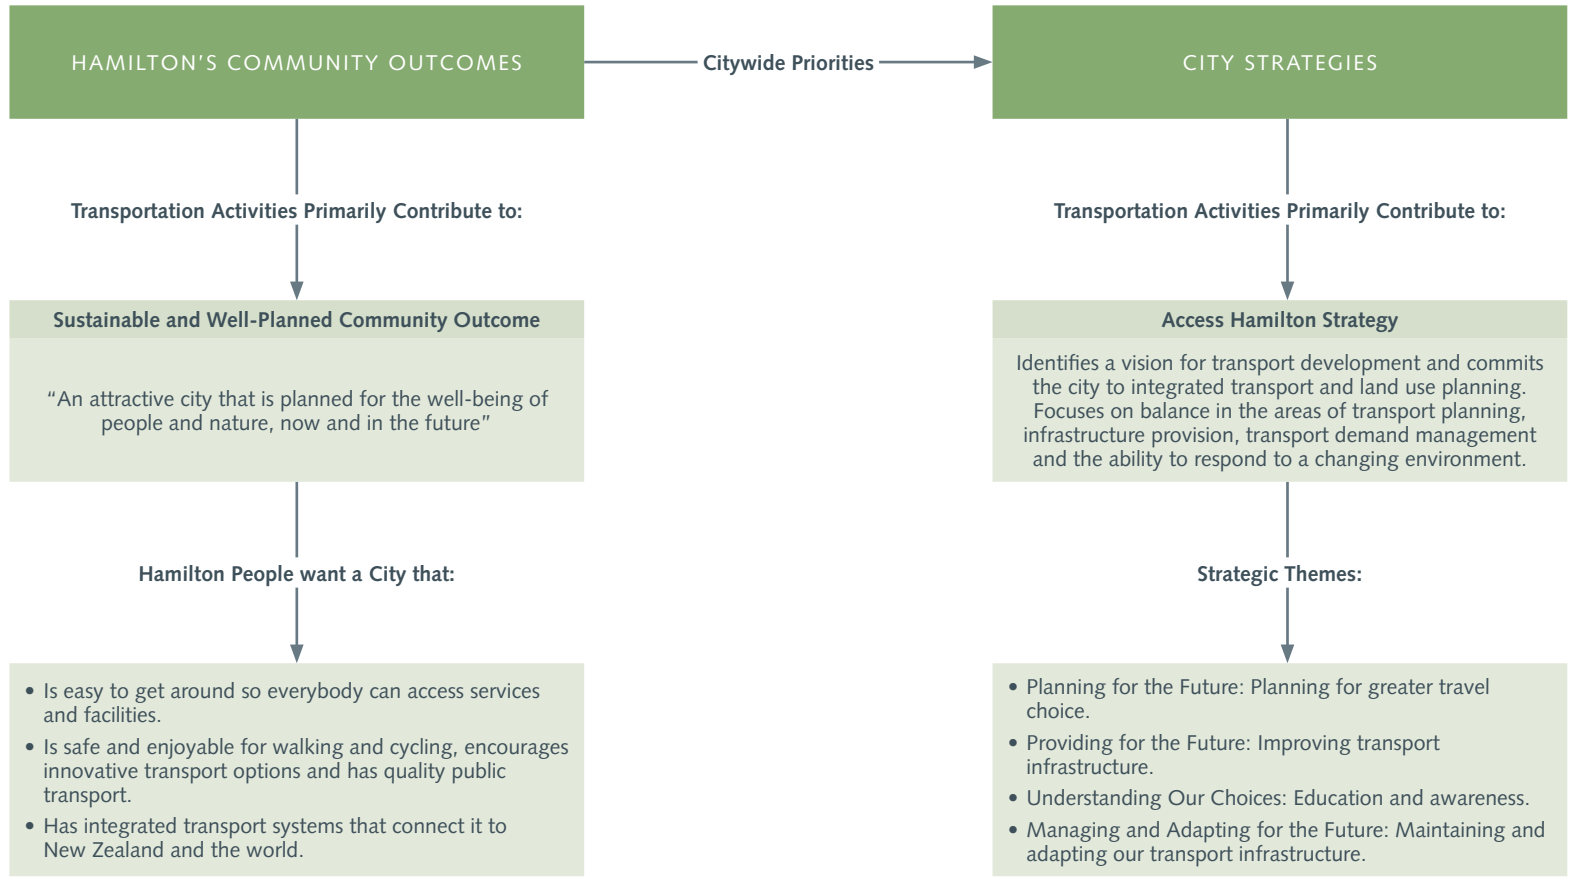 HAMILTON’S COMMUNITY OUTCOMES
Citywide Priorities
CITY STRATEGIES
Transportation Activities Primarily Contribute to:
Sustainable and Well-Planned Community Outcome
“An attractive city that is planned for the well-being of
people and nature, now and in the future”
Hamilton People want a City that:
• Is easy to get around so everybody can access services
and facilities.
• Is safe and enjoyable for walking and cycling, encourages
innovative transport options and has quality public
transport.
• Has integrated transport systems that connect it to
New Zealand and the world.
Transportation Activities Primarily Contribute to:
Access Hamilton Strategy
Identifies a vision for transport development and commits
the city to integrated transport and land use planning.
Focuses on balance in the areas of transport planning,
infrastructure provision, transport demand management
and the ability to respond to a changing environment.
Strategic Themes:
• Planning for the Future: Planning for greater travel
choice.
• Providing for the Future: Improving transport
infrastructure.
• Understanding Our Choices: Education and awareness.
• Managing and Adapting for the Future: Maintaining and
adapting our transport infrastructure.